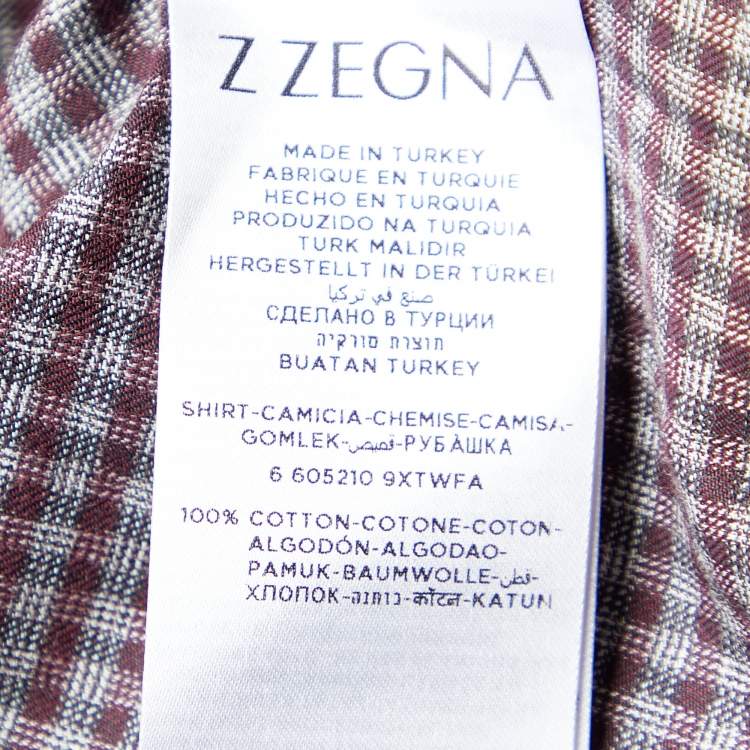 Z ZEGNA
MADE IN TURKEY
FABRIQUE EN TURQUIE
HECHO EN TURQUIA
PRODUZIDO NA TURQUIA
TURK MALIDIR
HERGESTELLT IN DER TÜRKEI
صنع في تركيا
СДЕЛАНО В ТУРЦИИ
תוצרת טורקיה
BUATAN TURKEY
SHIRT-CAMICIA-CHEMISE-CAMISA-
GOMLEK-قميص-РУБÀШКА
6 605210 9XTWFA
100% COTTON-COTONE-COTON-
ALGODÓN-ALGODAO-
PAMUK-BAUMWOLLE-قطن-
ХЛОПОК-כותנה-कॉटन-KATUN